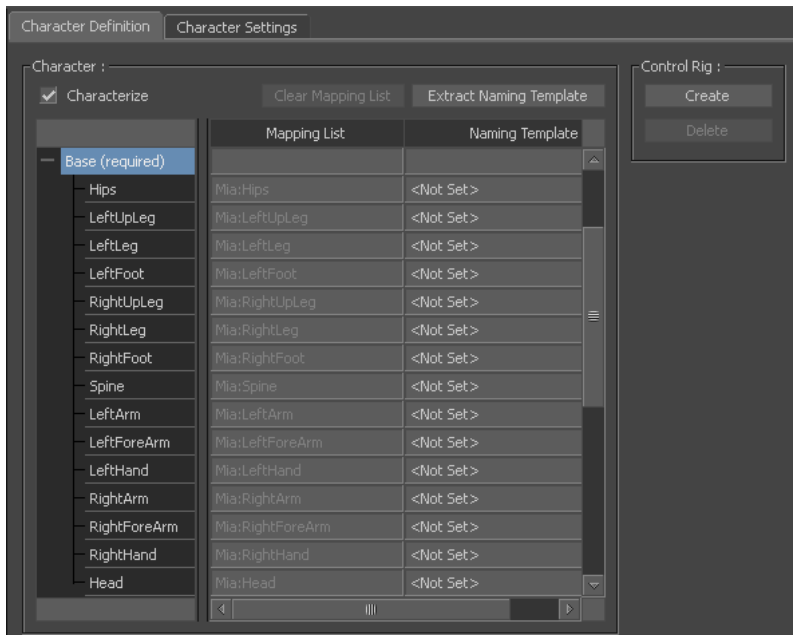 Character Definition Character Settings
Character : Control Rig :
Characterize Clear Mapping List Extract Naming Template Create
Delete
Mapping List Naming Template
Base (required)
Hips Mia:Hips <Not Set>
LeftUpLeg Mia:LeftUpLeg <Not Set>
LeftLeg Mia:LeftLeg <Not Set>
LeftFoot Mia:LeftFoot <Not Set>
RightUpLeg Mia:RightUpLeg <Not Set>
RightLeg Mia:RightLeg <Not Set>
RightFoot Mia:RightFoot <Not Set>
Spine Mia:Spine <Not Set>
LeftArm Mia:LeftArm <Not Set>
LeftForeArm Mia:LeftForeArm <Not Set>
LeftHand Mia:LeftHand <Not Set>
RightArm Mia:RightArm <Not Set>
RightForeArm Mia:RightForeArm <Not Set>
RightHand Mia:RightHand <Not Set>
Head Mia:Head <Not Set>